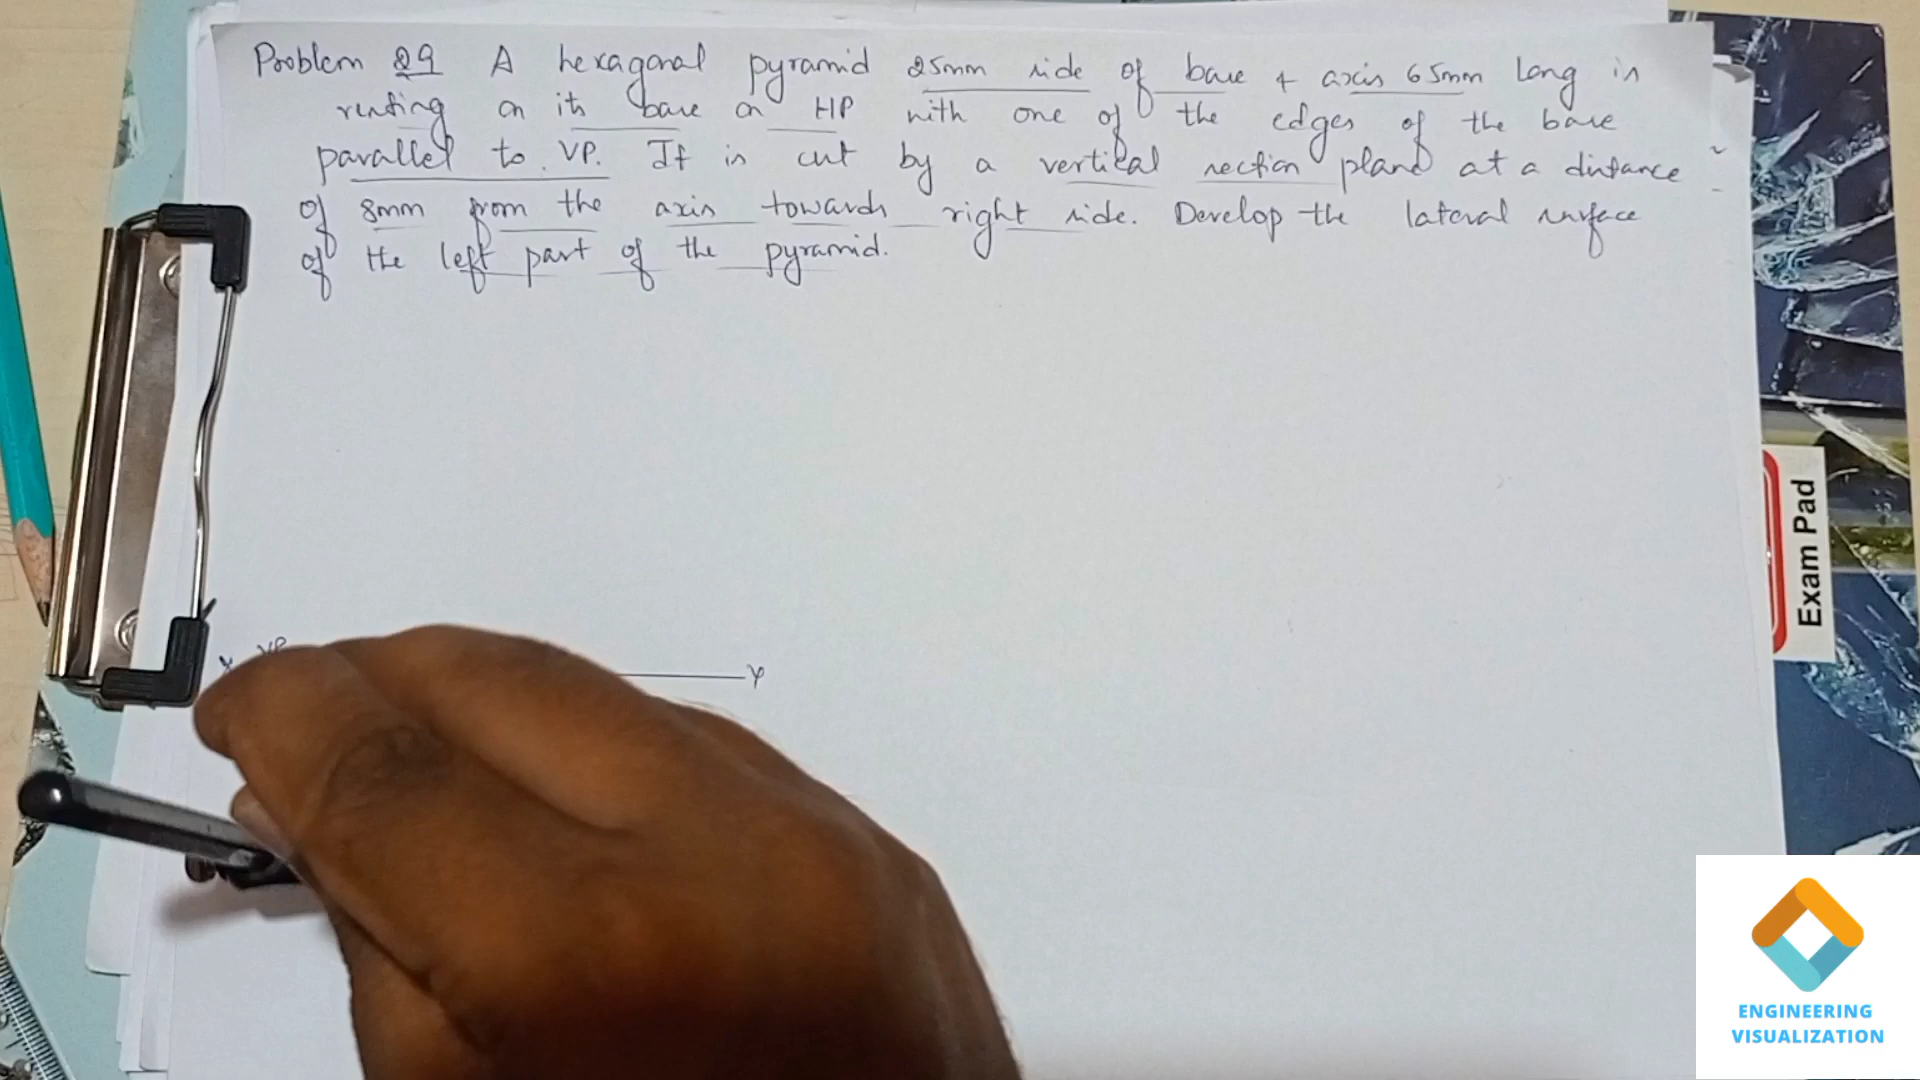 Problem 29 A hexagonal pyramid 25mm side of base & axis 65mm long is
resting on its base on HP with one of the edges of the base
parallel to VP. It is cut by a vertical section plane at a distance
of 8mm from the axis towards right side. Develop the lateral surface
of the left part of the pyramid.
X VP
Y
Exam Pad
ENGINEERING
VISUALIZATION